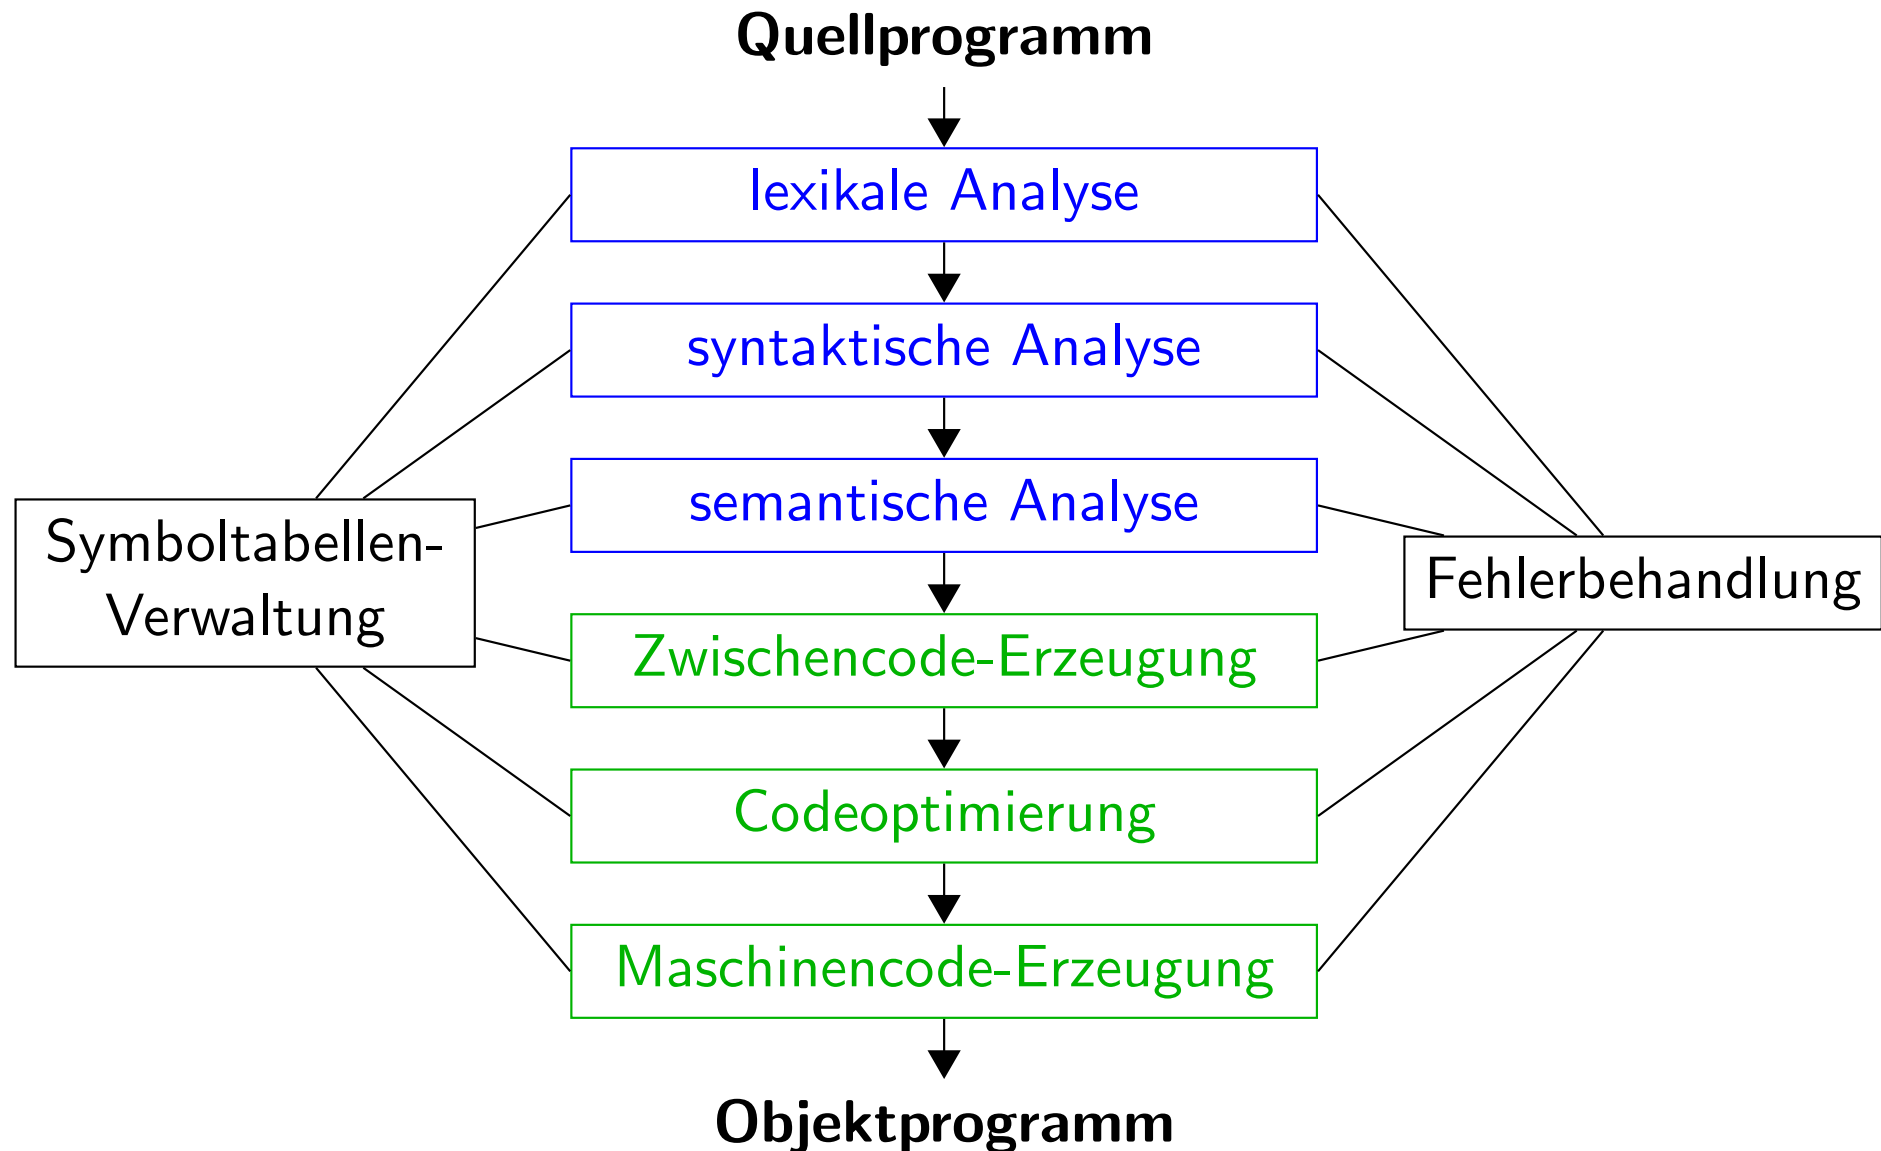 Quellprogramm
lexikale Analyse
syntaktische Analyse
semantische Analyse
Symboltabellen-
Verwaltung
Fehlerbehandlung
Zwischencode-Erzeugung
Codeoptimierung
Maschinencode-Erzeugung
Objektprogramm